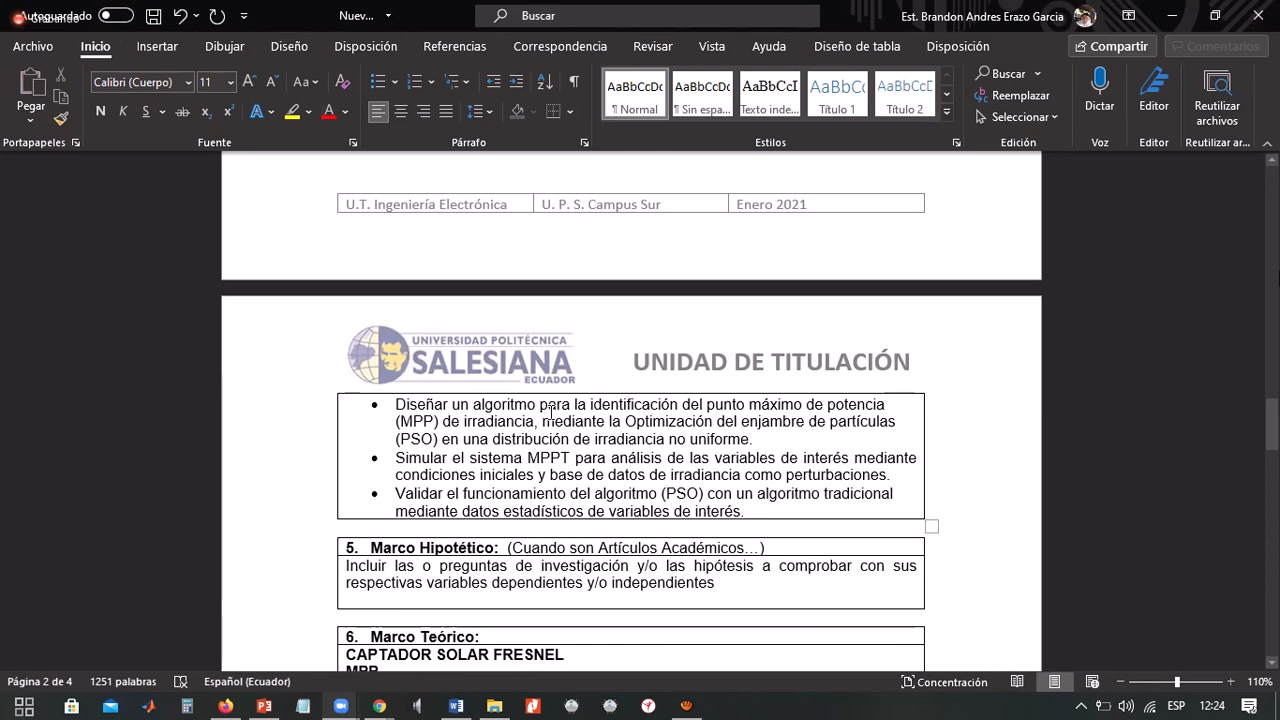 Autoguardado
Nuev...
Buscar
Est. Brandon Andres Erazo Garcia
Archivo Inicio Insertar Dibujar Diseño Disposición Referencias Correspondencia Revisar Vista Ayuda Diseño de tabla Disposición Compartir Comentarios
Pegar
Calibri (Cuerpo) 11
N K S
AaBbCcDc AaBbCcDc AaBbCcI AaBbCc AaBbCcE
¶ Normal ¶ Sin espa... Texto inde... Título 1 Título 2
Buscar
Reemplazar
Seleccionar
Dictar
Editor
Reutilizar
archivos
Portapapeles Fuente Párrafo Estilos Edición Voz Editor Reutilizar ar...
U.T. Ingeniería Electrónica U. P. S. Campus Sur Enero 2021
UNIVERSIDAD POLITÉCNICA
SALESIANA
ECUADOR
UNIDAD DE TITULACIÓN
• Diseñar un algoritmo para la identificación del punto máximo de potencia
(MPP) de irradiancia, mediante la Optimización del enjambre de partículas
(PSO) en una distribución de irradiancia no uniforme.
• Simular el sistema MPPT para análisis de las variables de interés mediante
condiciones iniciales y base de datos de irradiancia como perturbaciones.
• Validar el funcionamiento del algoritmo (PSO) con un algoritmo tradicional
mediante datos estadísticos de variables de interés.
5. Marco Hipotético: (Cuando son Artículos Académicos...)
Incluir las o preguntas de investigación y/o las hipótesis a comprobar con sus
respectivas variables dependientes y/o independientes
6. Marco Teórico:
CAPTADOR SOLAR FRESNEL
MPP
Página 2 de 4 1251 palabras Español (Ecuador) Concentración 110%
ESP 12:24